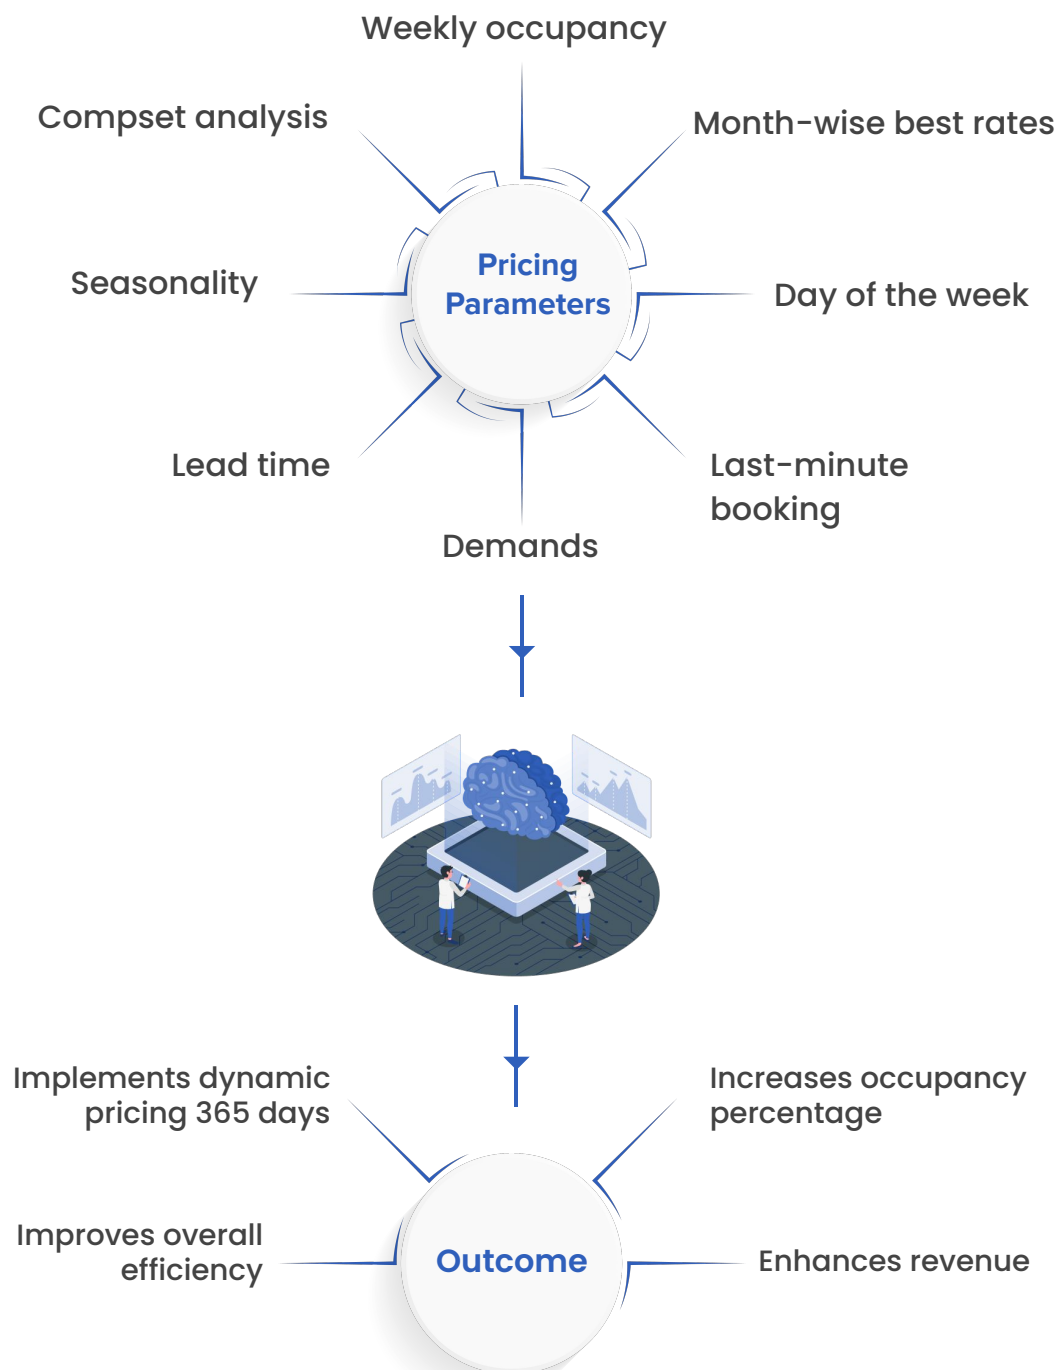 Weekly occupancy
Compset analysis
Month-wise best rates
Pricing
Parameters
Seasonality
Day of the week
Lead time
Last-minute
booking
Demands
Implements dynamic
pricing 365 days
Increases occupancy
percentage
Improves overall
efficiency
Outcome
Enhances revenue